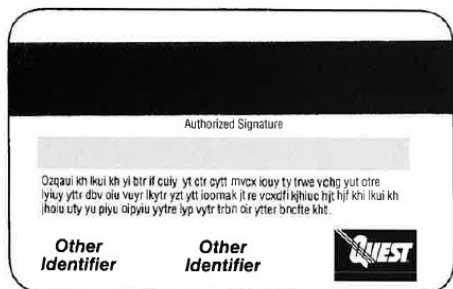 Authorized Signature
Ozqaui kh lkui kh yi btr if cuiy yt ctr cytt mvcx iouy ty trwe vchg yut otre
lyiuy yttr dbv oiu vuyr lkytr yzt ytt ioomak jt re vcxdfi kjhiuc hjt hjf khi lkui kh
jhoiu uty yu piyu oipyiu yytre lyp vytr trbn oir ytter bncfte kht.
Other Other
Identifier Identifier
QUEST